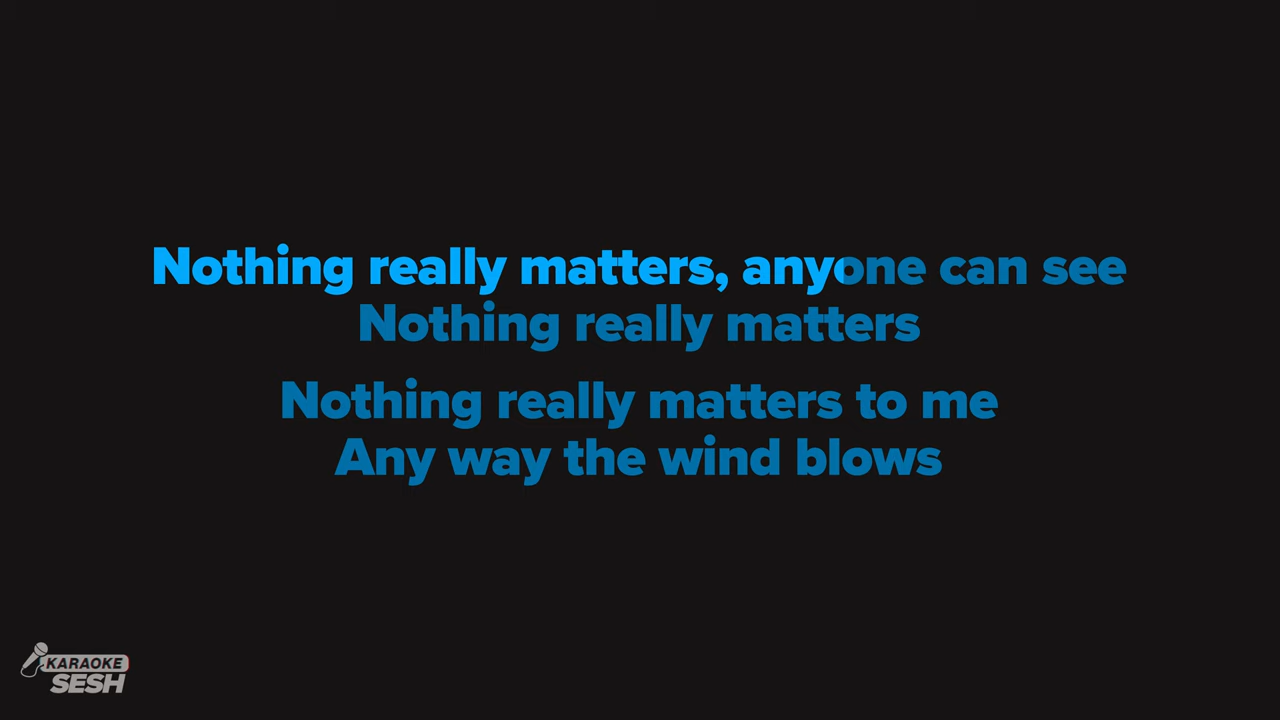 Nothing really matters, anyone can see
Nothing really matters
Nothing really matters to me
Any way the wind blows
KARAOKE
SESH